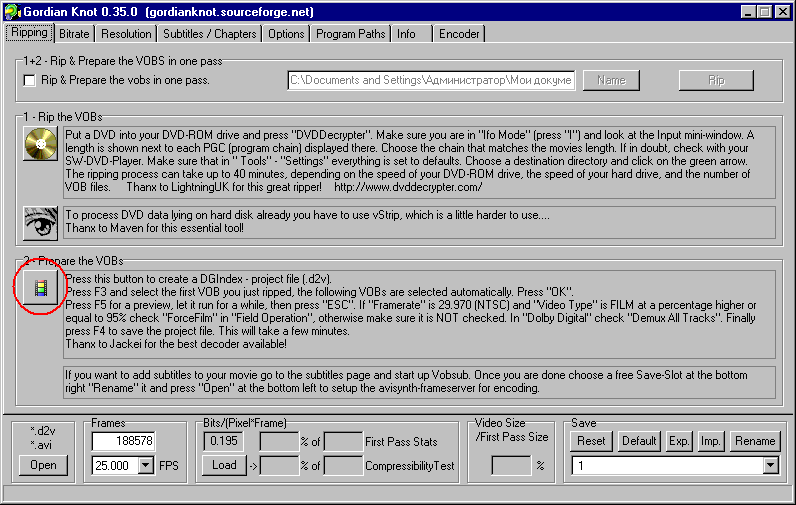 Gordian Knot 0.35.0 (gordianknot.sourceforge.net)
Ripping Bitrate Resolution Subtitles / Chapters Options Program Paths Info Encoder
1+2 - Rip & Prepare the VOBS in one pass
Rip & Prepare the vobs in one pass.
C:\Documents and Settings\Администратор\Мои докуме
Name
Rip
1 - Rip the VOBs
Put a DVD into your DVD-ROM drive and press "DVDDecrypter". Make sure you are in "Ifo Mode" (press "I") and look at the Input mini-window. A
length is shown next to each PGC (program chain) displayed there. Choose the chain that matches the movies length. If in doubt, check with your
SW-DVD-Player. Make sure that in " Tools" - "Settings" everything is set to defaults. Choose a destination directory and click on the green arrow.
The ripping process can take up to 40 minutes, depending on the speed of your DVD-ROM drive, the speed of your hard drive, and the number of
VOB files. Thanx to LightningUK for this great ripper! http://www.dvddecrypter.com/
To process DVD data lying on hard disk already you have to use vStrip, which is a little harder to use....
Thanx to Maven for this essential tool!
2 - Prepare the VOBs
Press this button to create a DGIndex - project file (.d2v).
Press F3 and select the first VOB you just ripped, the following VOBs are selected automatically. Press "OK".
Press F5 for a preview, let it run for a while, then press "ESC". If "Framerate" is 29.970 (NTSC) and "Video Type" is FILM at a percentage higher or
equal to 95% check "ForceFilm" in "Field Operation", otherwise make sure it is NOT checked. In "Dolby Digital" check "Demux All Tracks". Finally
press F4 to save the project file. This will take a few minutes.
Thanx to Jackei for the best decoder available!
If you want to add subtitles to your movie go to the subtitles page and start up Vobsub. Once you are done choose a free Save-Slot at the bottom
right "Rename" it and press "Open" at the bottom left to setup the avisynth-frameserver for encoding.
*.d2v
*.avi
Open
Frames
188578
25.000 FPS
Bits/(Pixel*Frame)
0.195 % of First Pass Stats
Load -> % of CompressibilityTest
Video Size
/First Pass Size
%
Save
Reset Default Exp. Imp. Rename
1